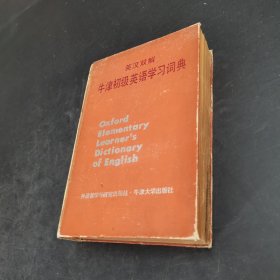 英汉双解
牛津初级英语学习词典
Oxford
Elementary
Learner's
Dictionary
of English
外语教学与研究出版社·牛津大学出版社